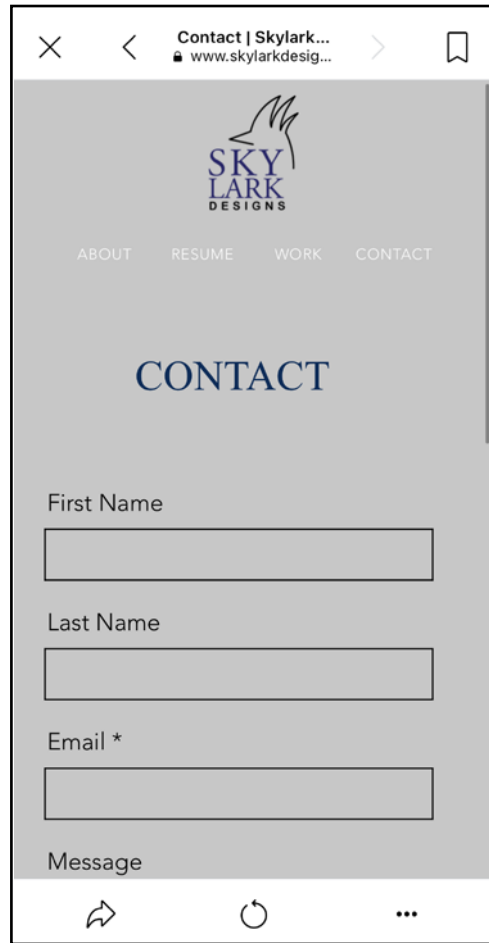 Contact | Skylark...
www.skylarkdesig...
SKY
LARK
DESIGNS
ABOUT RESUME WORK CONTACT
CONTACT
First Name
Last Name
Email *
Message